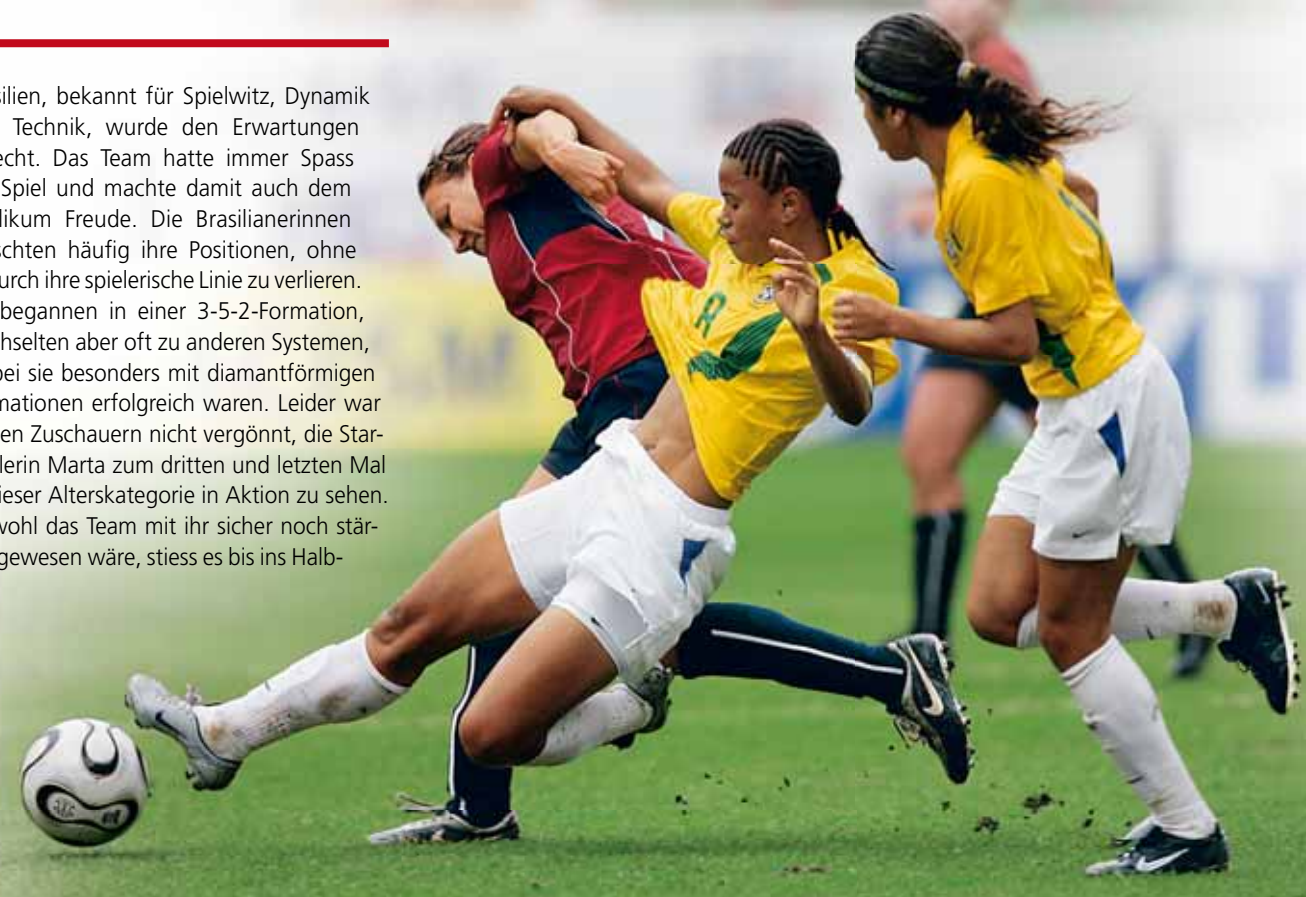 silien, bekannt für Spielwitz, Dynamik
Technik, wurde den Erwartungen
echt. Das Team hatte immer Spass
Spiel und machte damit auch dem
likum Freude. Die Brasilianerinnen
schten häufig ihre Positionen, ohne
urch ihre spielerische Linie zu verlieren.
begannen in einer 3-5-2-Formation,
chselten aber oft zu anderen Systemen,
bei sie besonders mit diamantförmigen
mationen erfolgreich waren. Leider war
en Zuschauern nicht vergönnt, die Star-
lerin Marta zum dritten und letzten Mal
ieser Alterskategorie in Aktion zu sehen.
wohl das Team mit ihr sicher noch stär-
gewesen wäre, stiess es bis ins Halb-